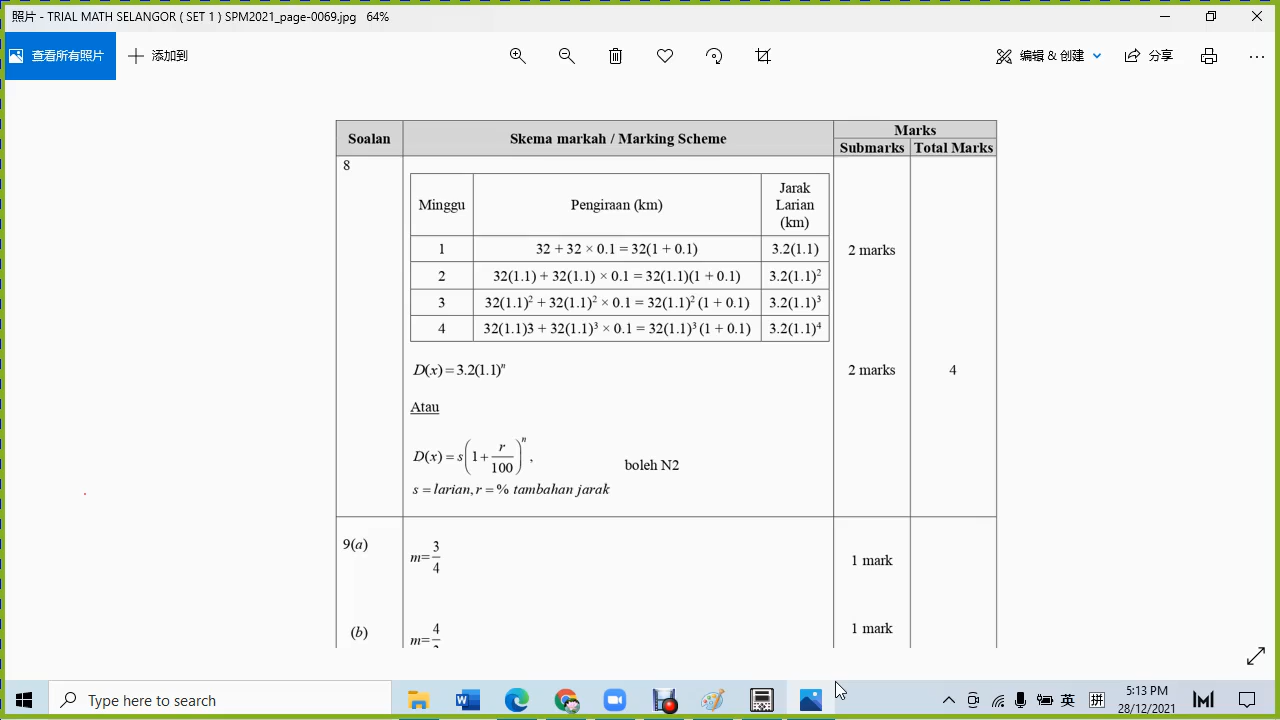 照片 - TRIAL MATH SELANGOR ( SET 1 ) SPM2021_page-0069.jpg 64%
查看所有照片 添加到 编辑 & 创建 分享
Soalan Skema markah / Marking Scheme Marks
Submarks Total Marks
8
Minggu Pengiraan (km) Jarak Larian (km)
1 32 + 32 × 0.1 = 32(1 + 0.1) 3.2(1.1) 2 marks
2 32(1.1) + 32(1.1) × 0.1 = 32(1.1)(1 + 0.1) 3.2(1.1)²
3 32(1.1)² + 32(1.1)² × 0.1 = 32(1.1)² (1 + 0.1) 3.2(1.1)³
4 32(1.1)3 + 32(1.1)³ × 0.1 = 32(1.1)³ (1 + 0.1) 3.2(1.1)⁴
D(x) = 3.2(1.1)ⁿ 2 marks 4
Atau
D(x) = s(1 + r/100)ⁿ, boleh N2
s = larian, r = % tambahan jarak
9(a) m= 3/4 1 mark
(b) m= 4 1 mark
Type here to search 英 拼 5:13 PM
28/12/2021